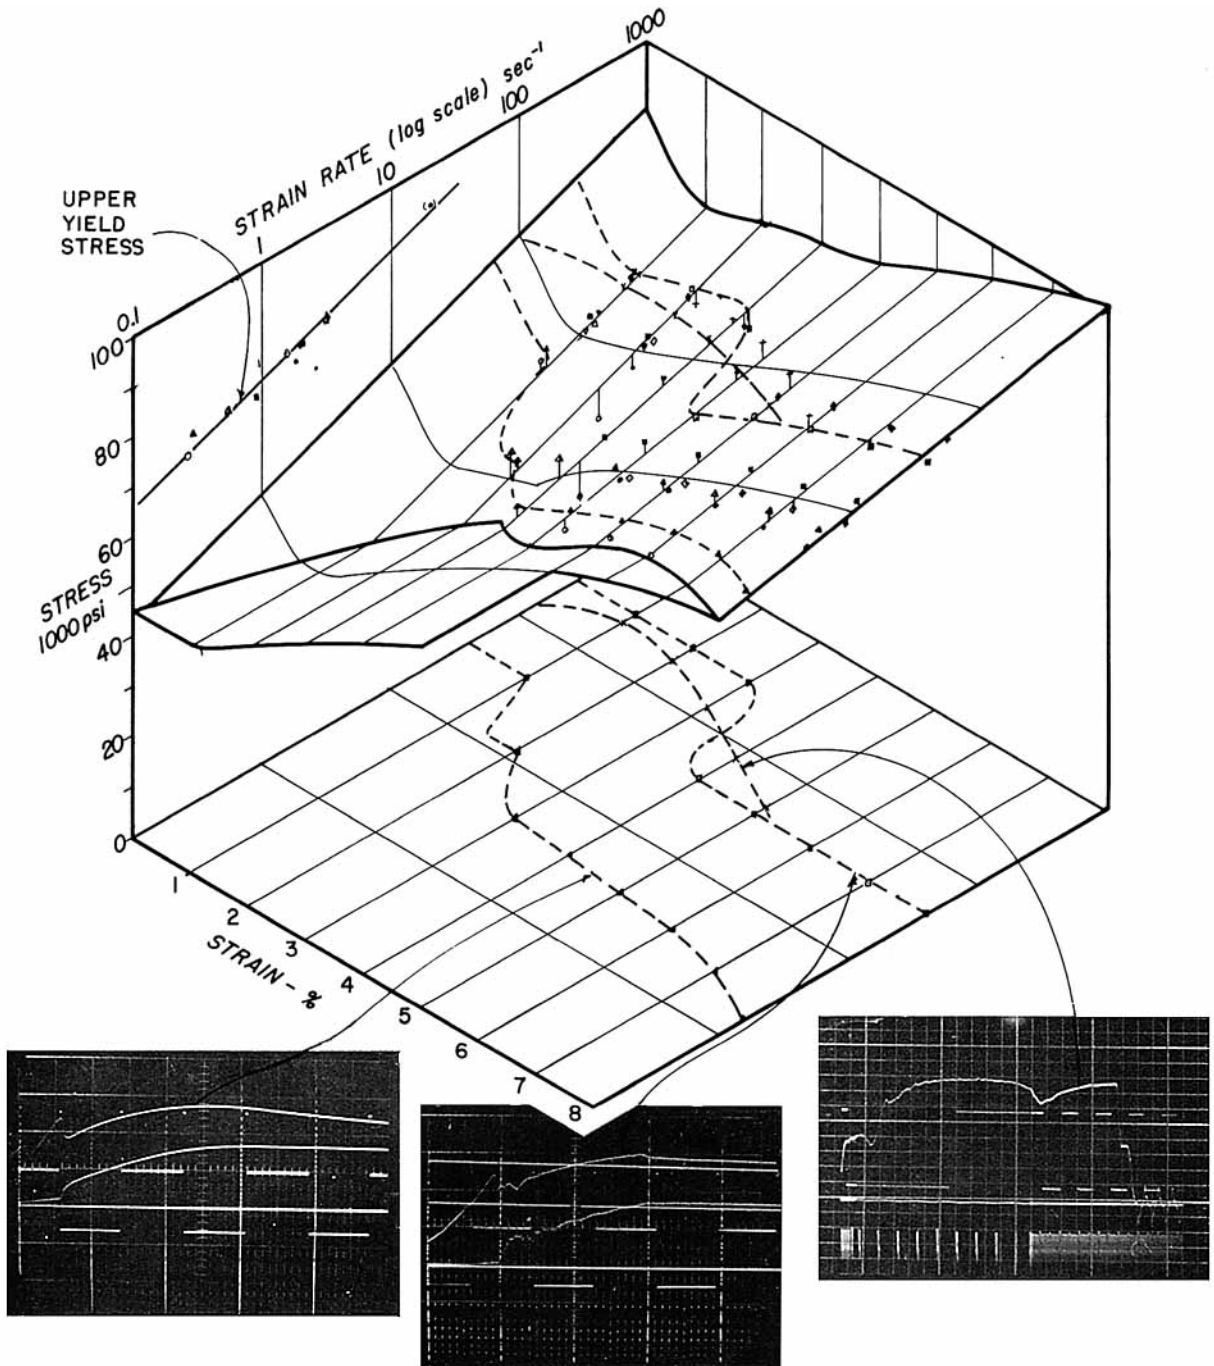 1000
STRAIN RATE (log scale) sec⁻¹
100
10
1
0.1
UPPER
YIELD
STRESS
100
80
60
STRESS
1000 psi
40
20
0
1
2
3
4
5
6
7
8
STRAIN - %